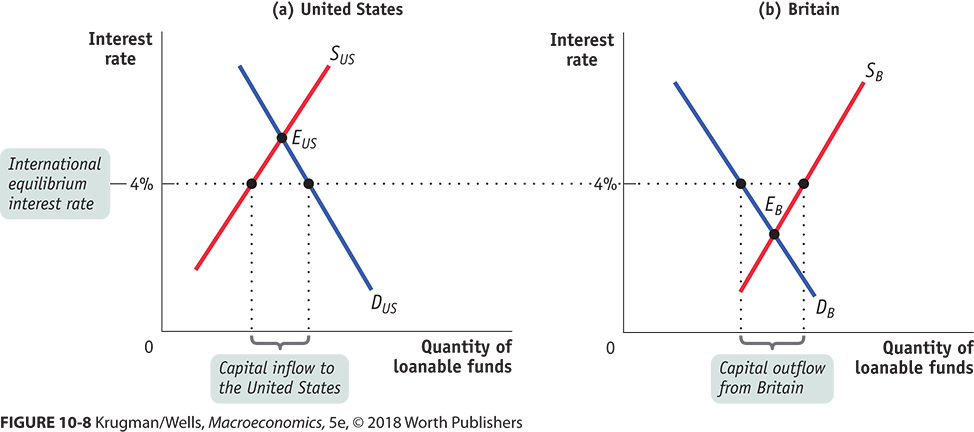 (a) United States
Interest
rate
S_US
E_US
International
equilibrium
interest rate
4%
D_US
0
Quantity of
loanable funds
Capital inflow to
the United States
(b) Britain
Interest
rate
S_B
4%
E_B
D_B
0
Quantity of
loanable funds
Capital outflow
from Britain
FIGURE 10-8 Krugman/Wells, Macroeconomics, 5e, © 2018 Worth Publishers